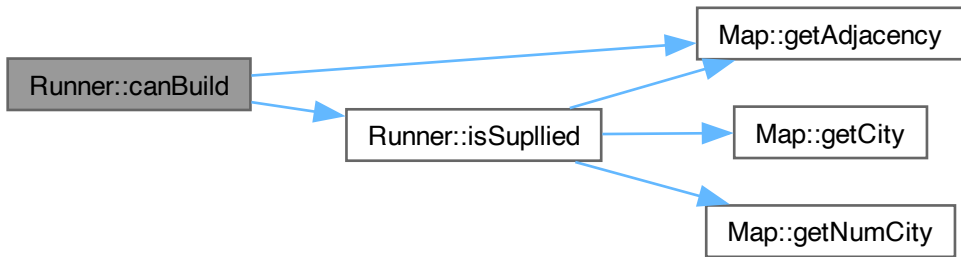 Runner::canBuild
Runner::isSupllied
Map::getAdjacency
Map::getCity
Map::getNumCity